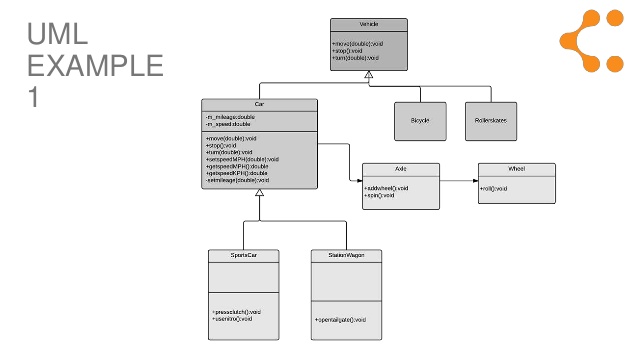 UML
EXAMPLE
1
Vehicle
+move(double):void
+stop():void
+turn(double):void
Car
-m_mileage:double
-m_speed:double
+move(double):void
+stop():void
+turn(double):void
+setspeedMPH(double):void
+getspeedMPH():double
+getspeedKPH():double
-setmileage(double):void
Bicycle
Rollerskates
Axle
+addwheel():void
+spin():void
Wheel
+roll():void
SportsCar
+pressclutch():void
+usenitro():void
StationWagon
+opentailgate():void